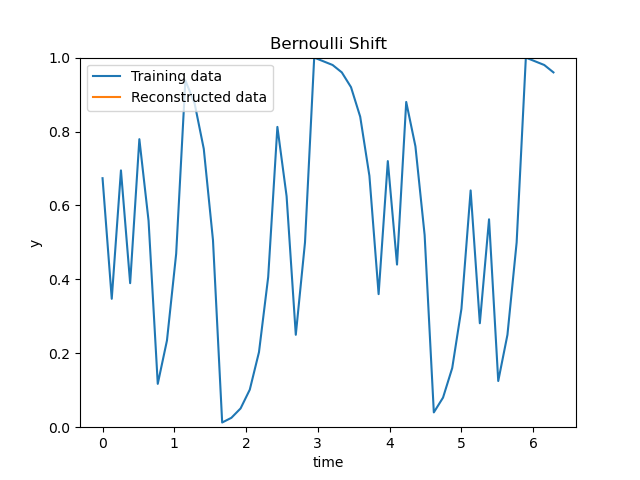 Bernoulli Shift
Training data
Reconstructed data
1.0
0.8
0.6
0.4
0.2
0.0
y
0 1 2 3 4 5 6
time